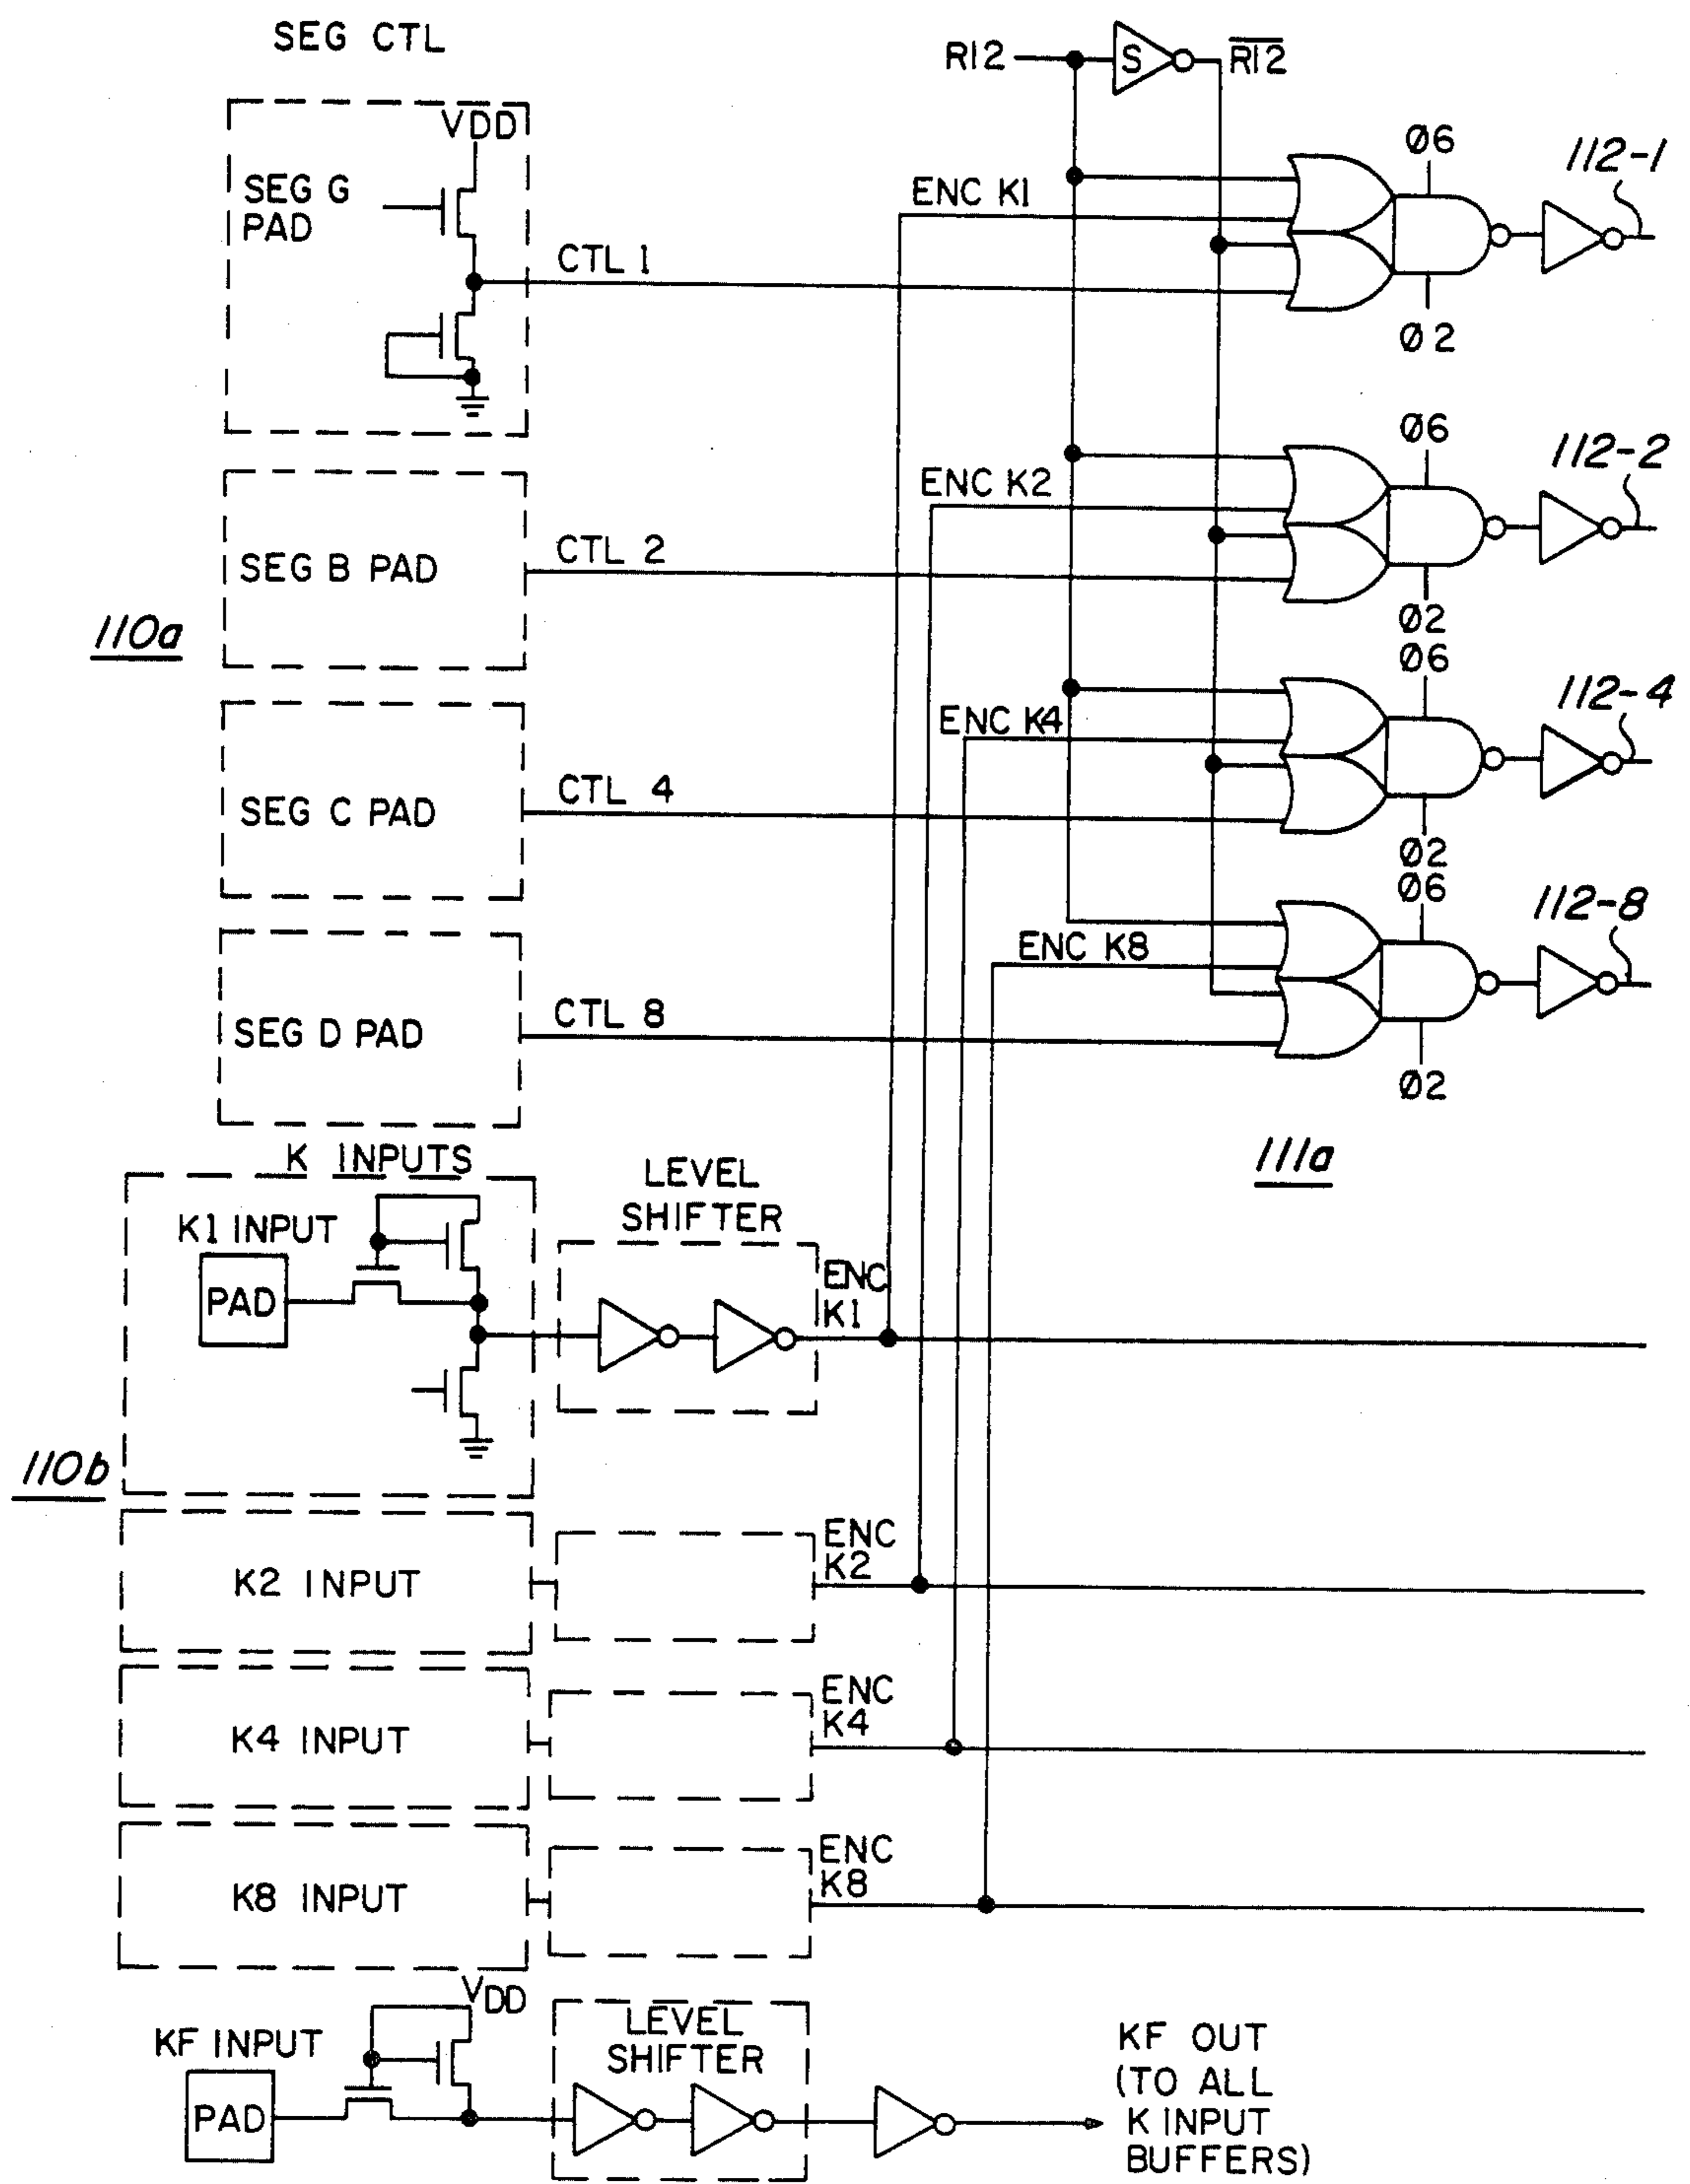 SEG CTL
RI2
S
R̅I̅2̅
VDD
SEG G
PAD
CTL 1
ENC K1
Ø6
Ø2
112-1
SEG B PAD
CTL 2
ENC K2
Ø6
Ø2
112-2
110a
SEG C PAD
CTL 4
ENC K4
Ø6
Ø2
112-4
SEG D PAD
CTL 8
ENC K8
Ø6
Ø2
112-8
111a
K INPUTS
K1 INPUT
PAD
LEVEL
SHIFTER
ENC
K1
110b
K2 INPUT
ENC
K2
K4 INPUT
ENC
K4
K8 INPUT
ENC
K8
VDD
KF INPUT
PAD
LEVEL
SHIFTER
KF OUT
(TO ALL
K INPUT
BUFFERS)